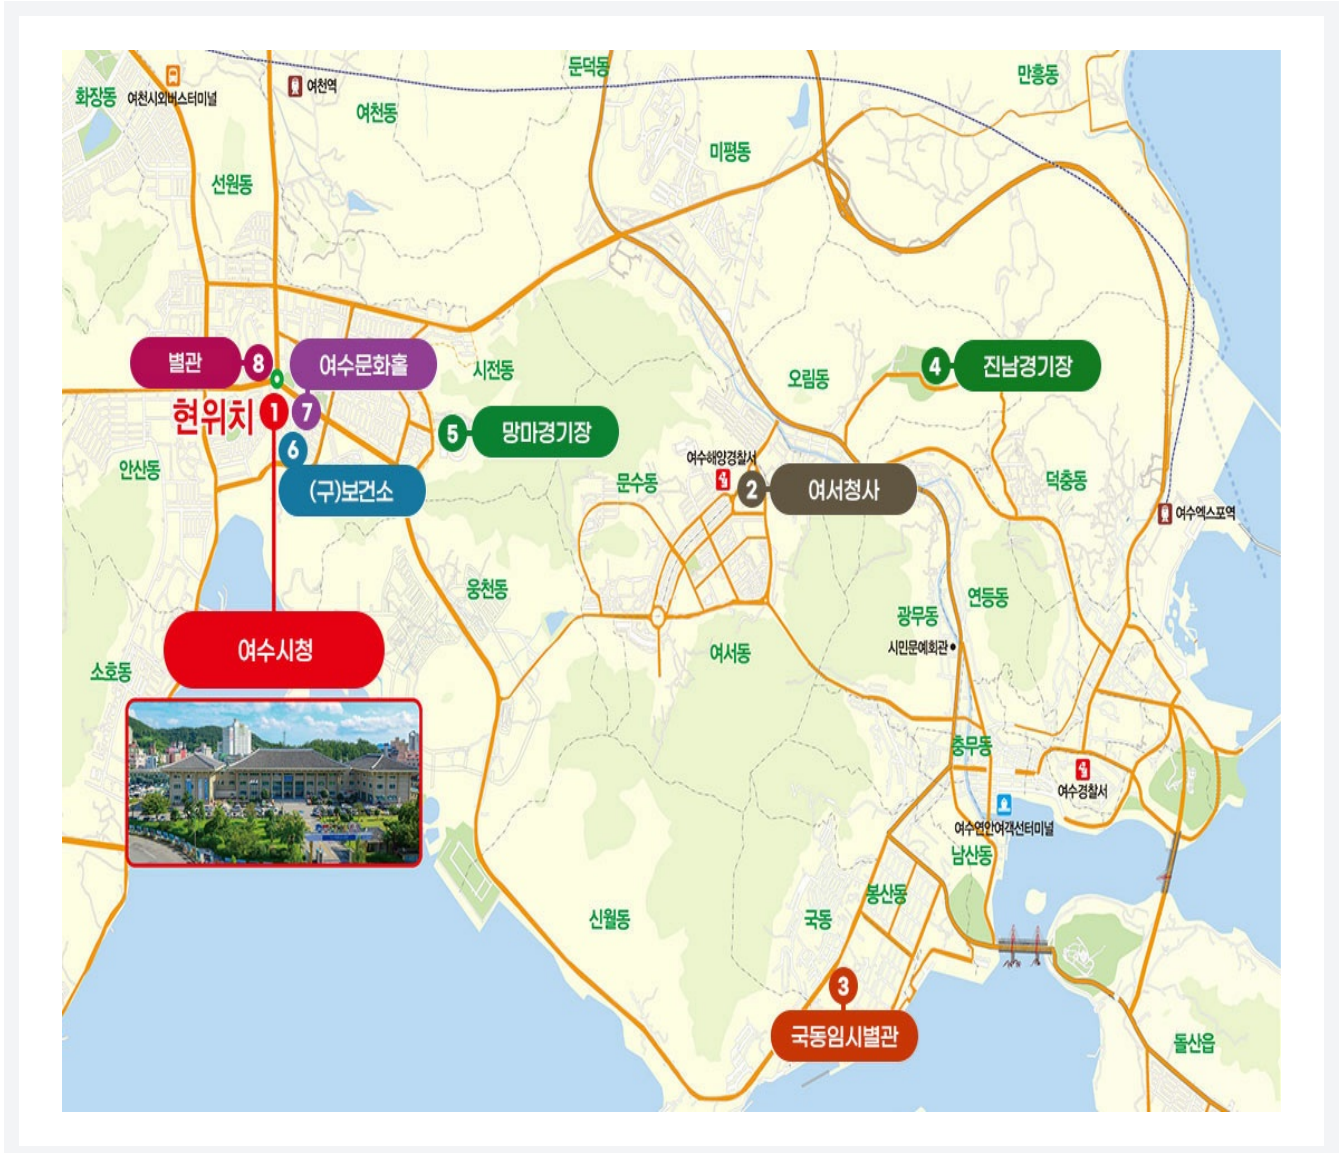 둔덕동
만흥동
화장동
여천시외버스터미널
여천역
여천동
미평동
선원동
별관
8
여수문화홀
시전동
오림동
4
진남경기장
현위치
1
7
5
망마경기장
6
안산동
(구)보건소
문수동
여수해양경찰서
2
여서청사
덕충동
여수엑스포역
웅천동
연등동
광무동
시민문예회관
여수시청
여서동
소호동
충무동
여수경찰서
여수연안여객선터미널
남산동
봉산동
신월동
국동
3
국동임시별관
돌산읍